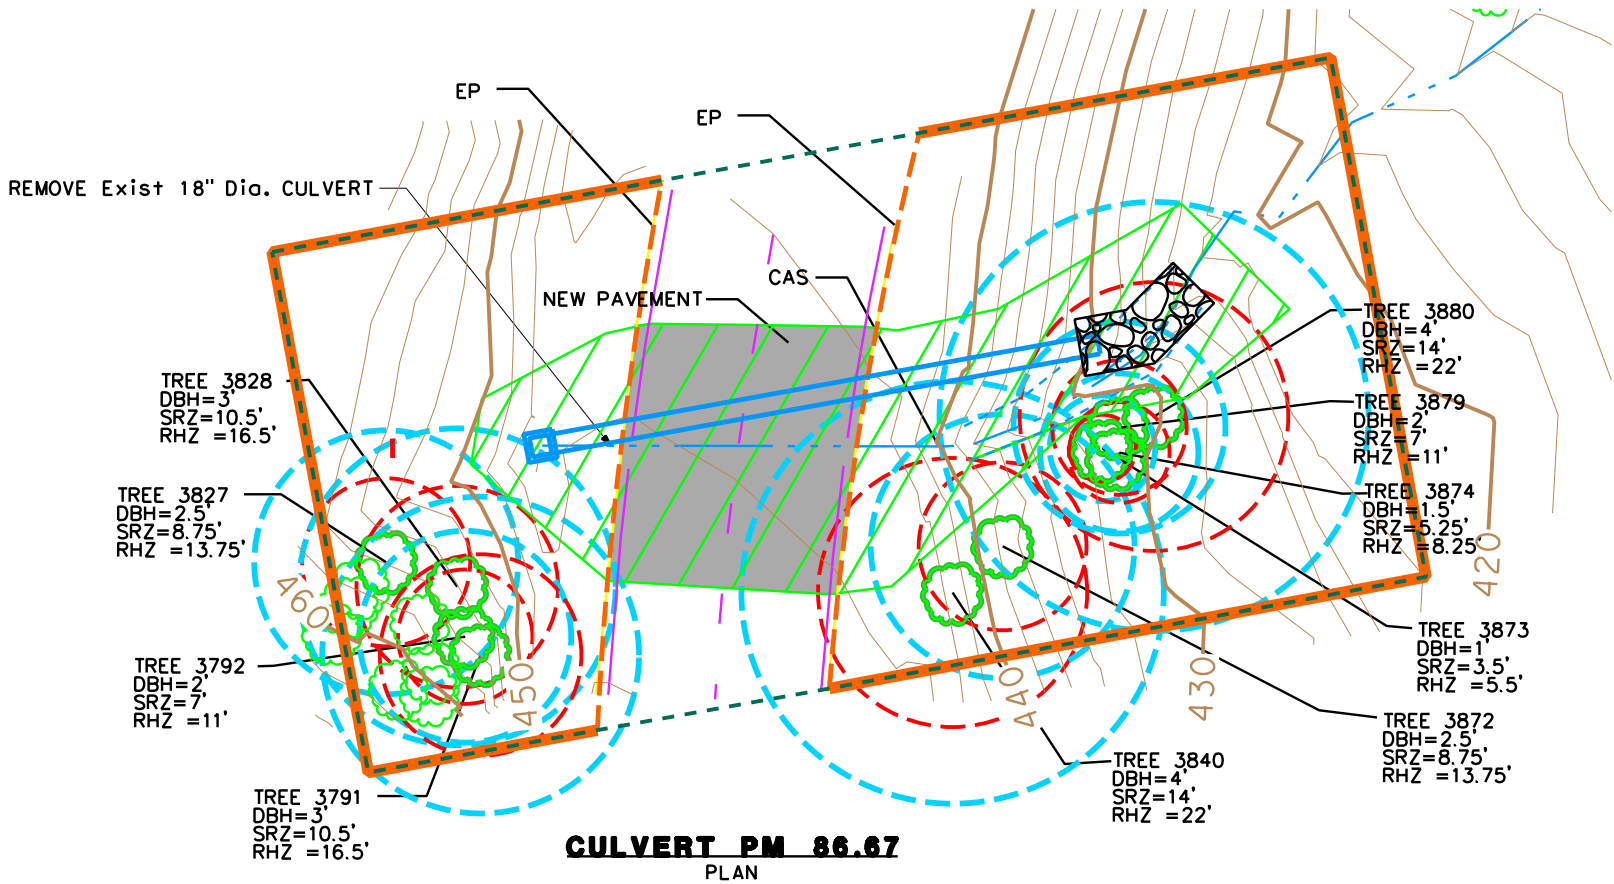 EP
EP
REMOVE Exist 18" Dia. CULVERT
CAS
NEW PAVEMENT
TREE 3880
DBH=4'
SRZ=14'
RHZ =22'
TREE 3828
DBH=3'
SRZ=10.5'
RHZ =16.5'
TREE 3879
DBH=2'
SRZ=7'
RHZ =11'
TREE 3827
DBH=2.5'
SRZ=8.75'
RHZ =13.75'
TREE 3874
DBH=1.5'
SRZ=5.25'
RHZ =8.25'
420
460
TREE 3873
DBH=1'
SRZ=3.5'
RHZ =5.5'
TREE 3792
DBH=2'
SRZ=7'
RHZ =11'
450
440
430
TREE 3872
DBH=2.5'
SRZ=8.75'
RHZ =13.75'
TREE 3840
DBH=4'
SRZ=14'
RHZ =22'
TREE 3791
DBH=3'
SRZ=10.5'
RHZ =16.5'
CULVERT PM 86.67
PLAN